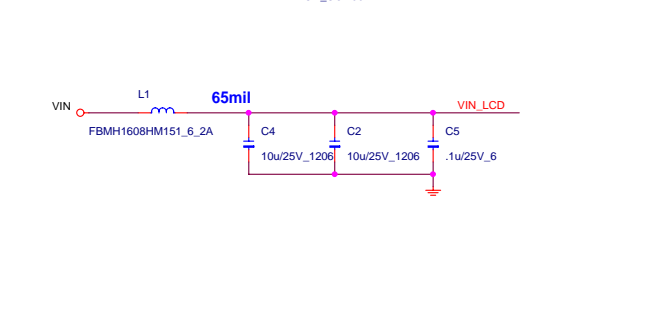 L1
65mil
VIN
VIN_LCD
FBMH1608HM151_6_2A
C4
C2
C5
10u/25V_1206
10u/25V_1206
.1u/25V_6